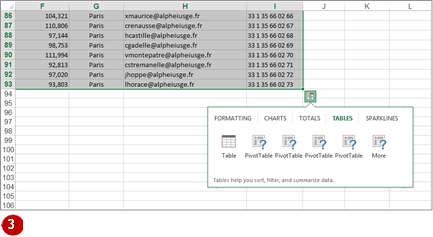 F G H I J K L
86 104,321 Paris xmaurice@alpheiusge.fr 33 1 35 66 02 66
87 110,806 Paris crenausse@alpheiusge.fr 33 1 35 66 02 67
88 97,144 Paris hcastille@alpheiusge.fr 33 1 35 66 02 68
89 98,753 Paris cgadelle@alpheiusge.fr 33 1 35 66 02 69
90 111,994 Paris vmontepatre@alpheiusge.fr 33 1 35 66 02 70
91 92,813 Paris cstremanelle@alpheiusge.fr 33 1 35 66 02 71
92 97,020 Paris jhoppe@alpheiusge.fr 33 1 35 66 02 72
93 93,803 Paris lhorace@alpheiusge.fr 33 1 35 66 02 73
94
95
96
97
98
99
100
101
102
103
104
105
106
FORMATTING CHARTS TOTALS TABLES SPARKLINES
Table PivotTable PivotTable PivotTable PivotTable More
Tables help you sort, filter, and summarize data.
3